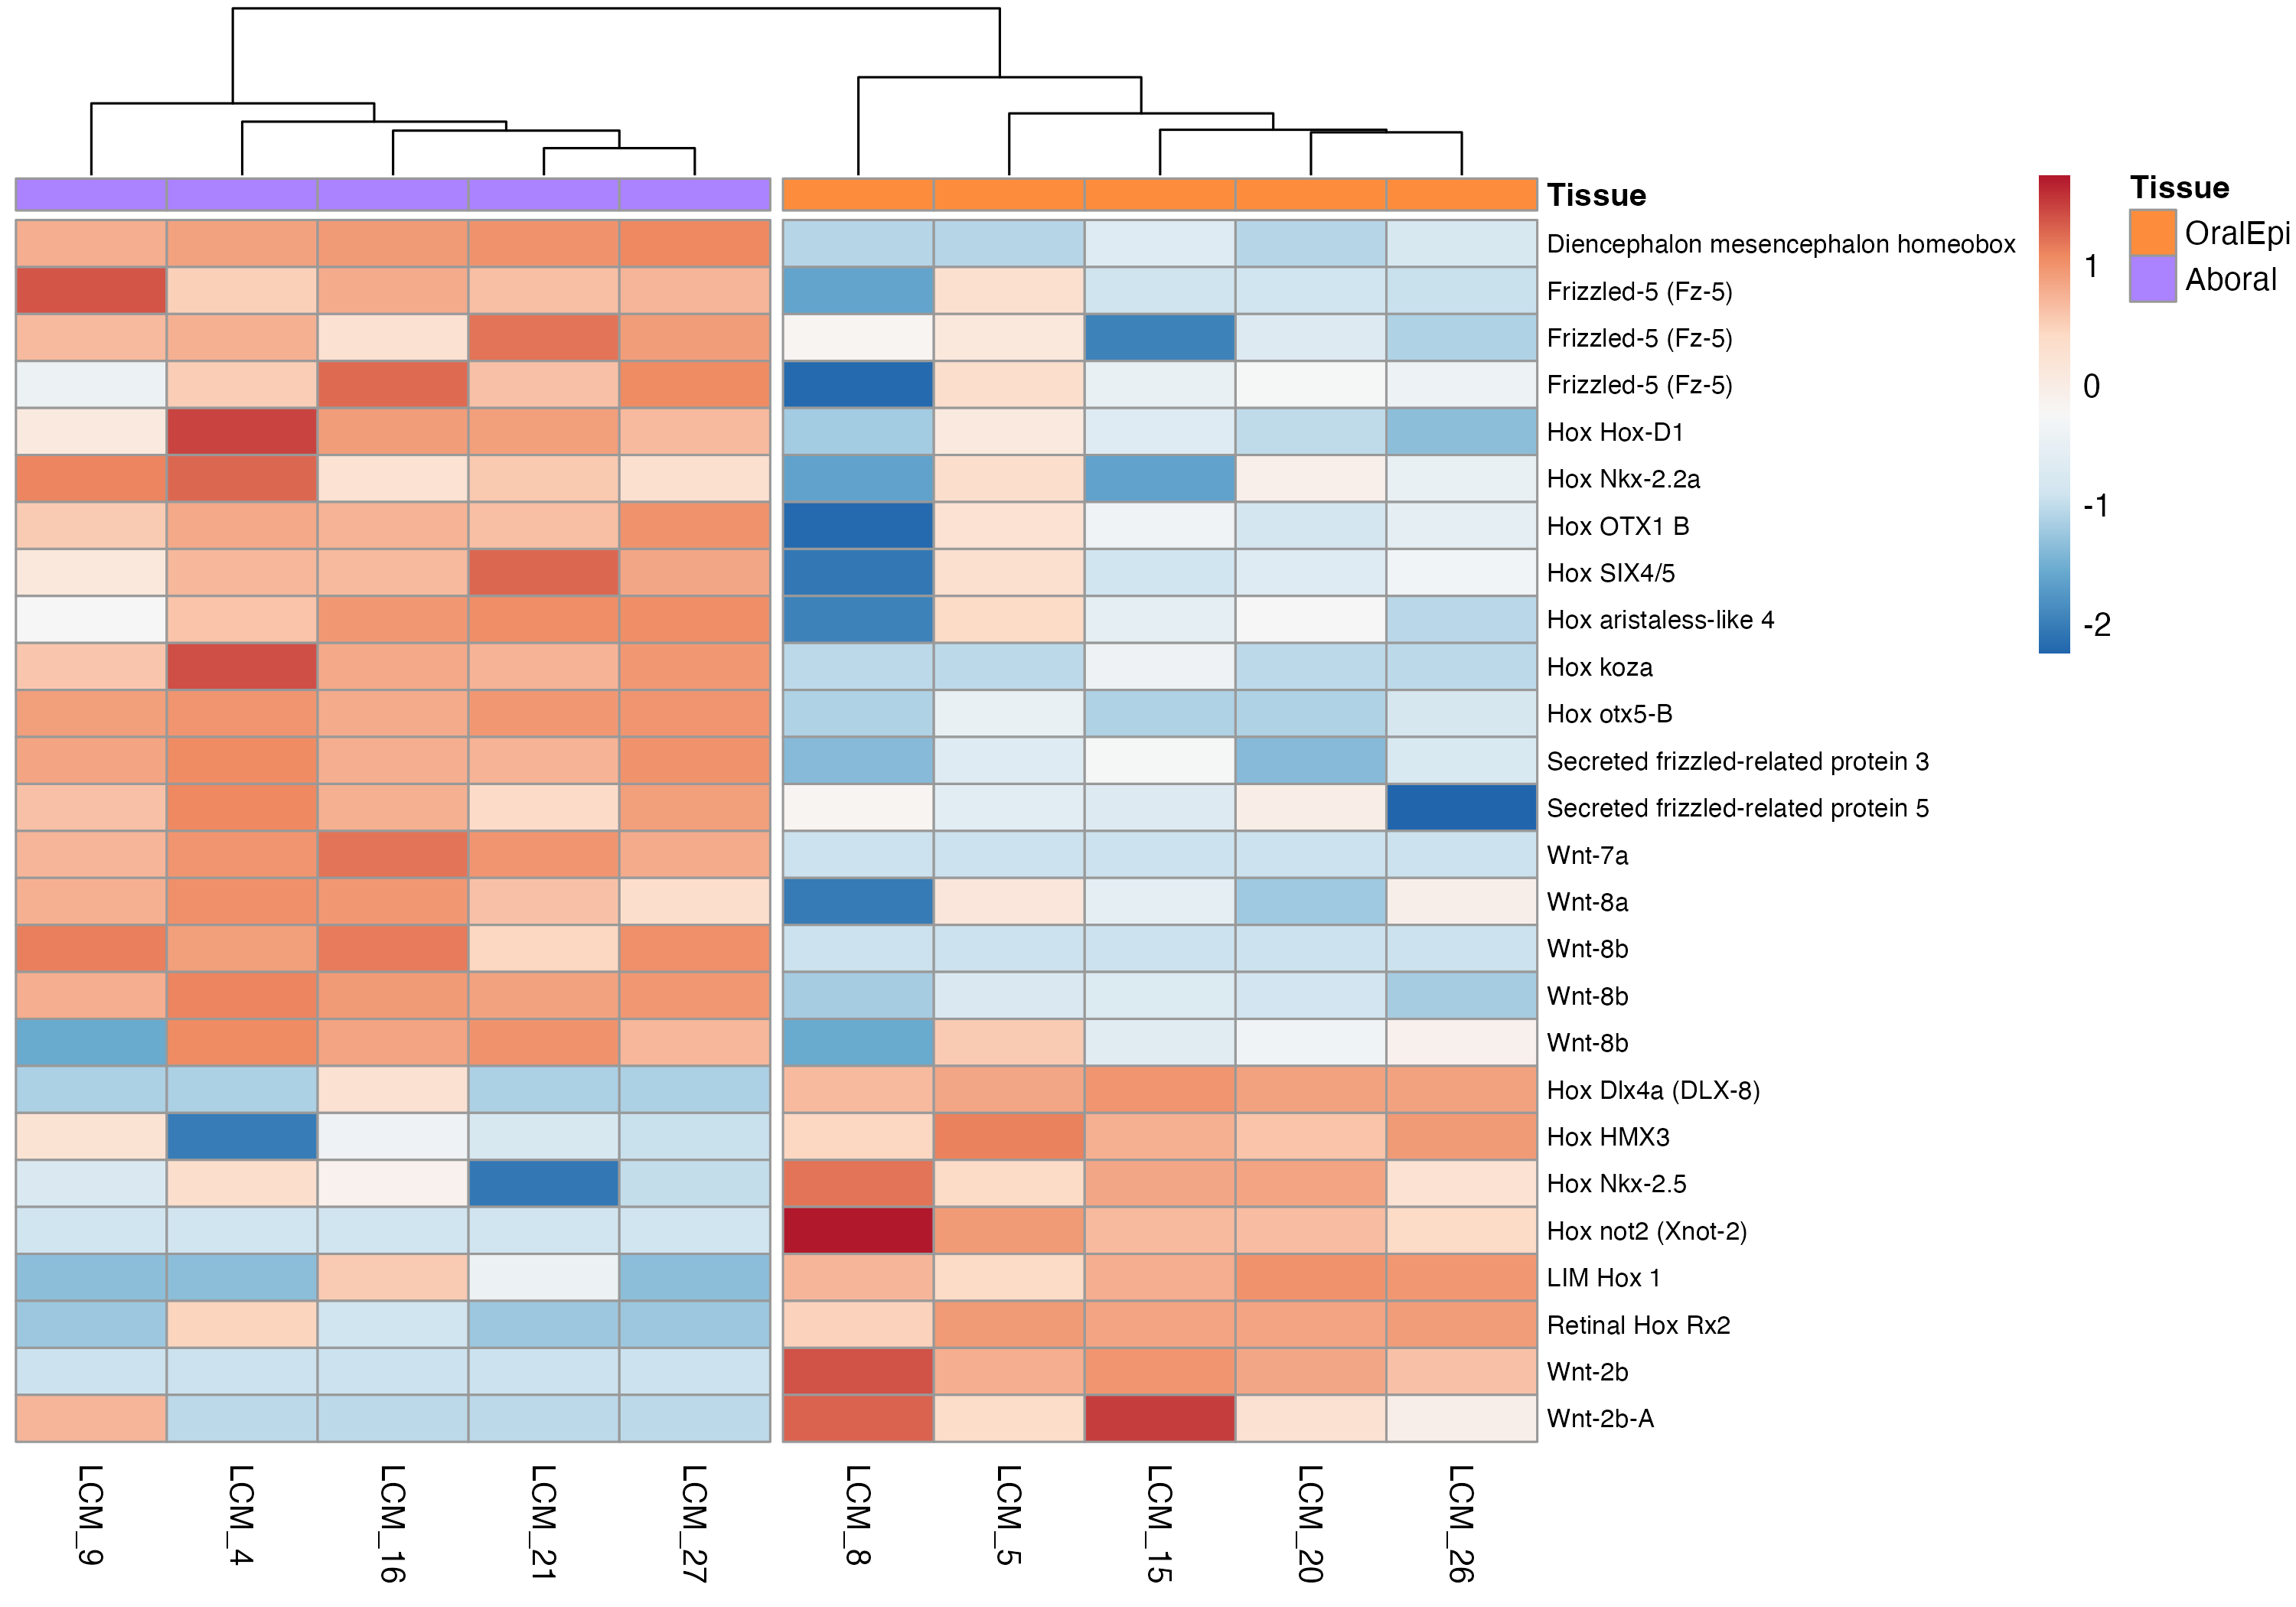 Tissue
Diencephalon mesencephalon homeobox
Frizzled-5 (Fz-5)
Frizzled-5 (Fz-5)
Frizzled-5 (Fz-5)
Hox Hox-D1
Hox Nkx-2.2a
Hox OTX1 B
Hox SIX4/5
Hox aristaless-like 4
Hox koza
Hox otx5-B
Secreted frizzled-related protein 3
Secreted frizzled-related protein 5
Wnt-7a
Wnt-8a
Wnt-8b
Wnt-8b
Wnt-8b
Hox Dlx4a (DLX-8)
Hox HMX3
Hox Nkx-2.5
Hox not2 (Xnot-2)
LIM Hox 1
Retinal Hox Rx2
Wnt-2b
Wnt-2b-A
LCM_9
LCM_4
LCM_16
LCM_21
LCM_27
LCM_8
LCM_5
LCM_15
LCM_20
LCM_26
1
0
-1
-2
Tissue
OralEpi
Aboral